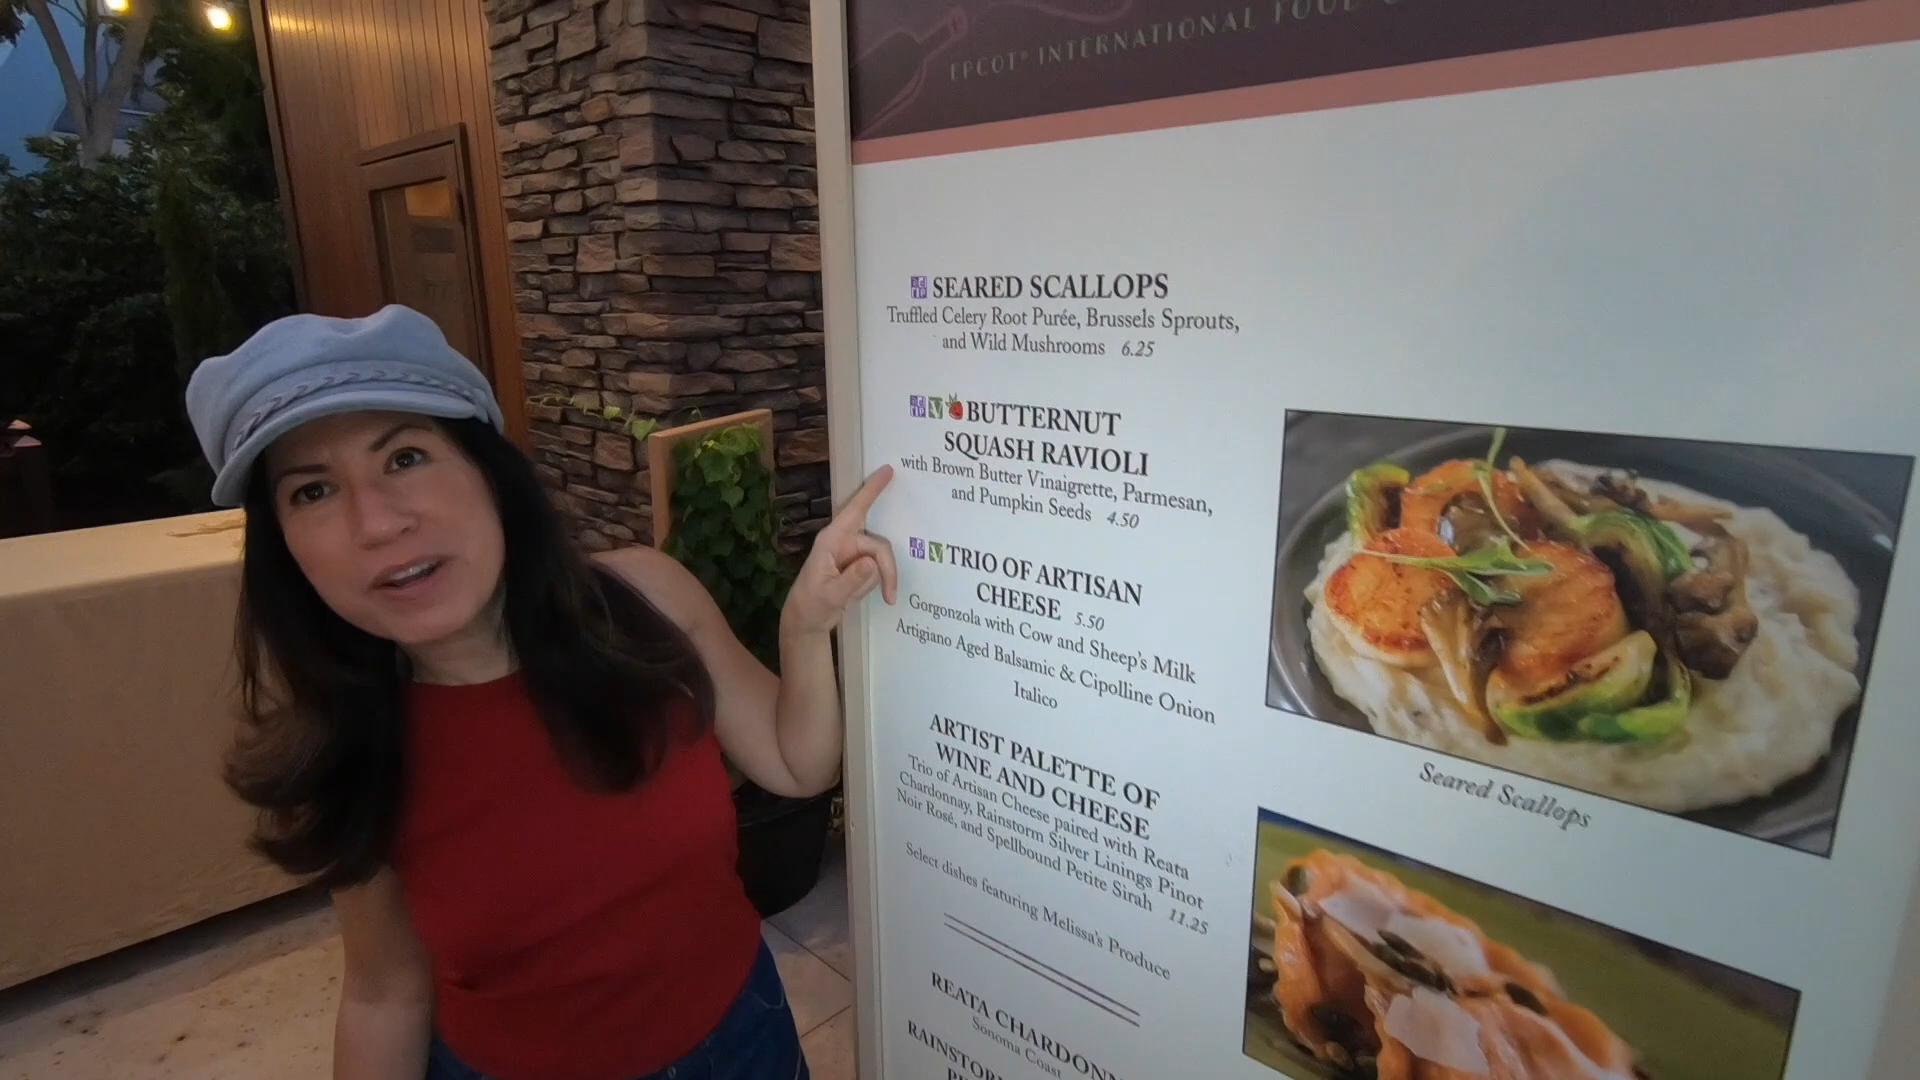 EPCOT® INTERNATIONAL FOOD
SEARED SCALLOPS
Truffled Celery Root Purée, Brussels Sprouts,
and Wild Mushrooms 6.25
V BUTTERNUT
SQUASH RAVIOLI
with Brown Butter Vinaigrette, Parmesan,
and Pumpkin Seeds 4.50
V TRIO OF ARTISAN
CHEESE 5.50
Gorgonzola with Cow and Sheep's Milk
Artigiano Aged Balsamic & Cipolline Onion
Italico
ARTIST PALETTE OF
WINE AND CHEESE
Trio of Artisan Cheese paired with Reata
Chardonnay, Rainstorm Silver Linings Pinot
Noir Rosé, and Spellbound Petite Sirah 11.25
Select dishes featuring Melissa's Produce
REATA CHARDONN
Sonoma Coast
RAINSTOR
Seared Scallops